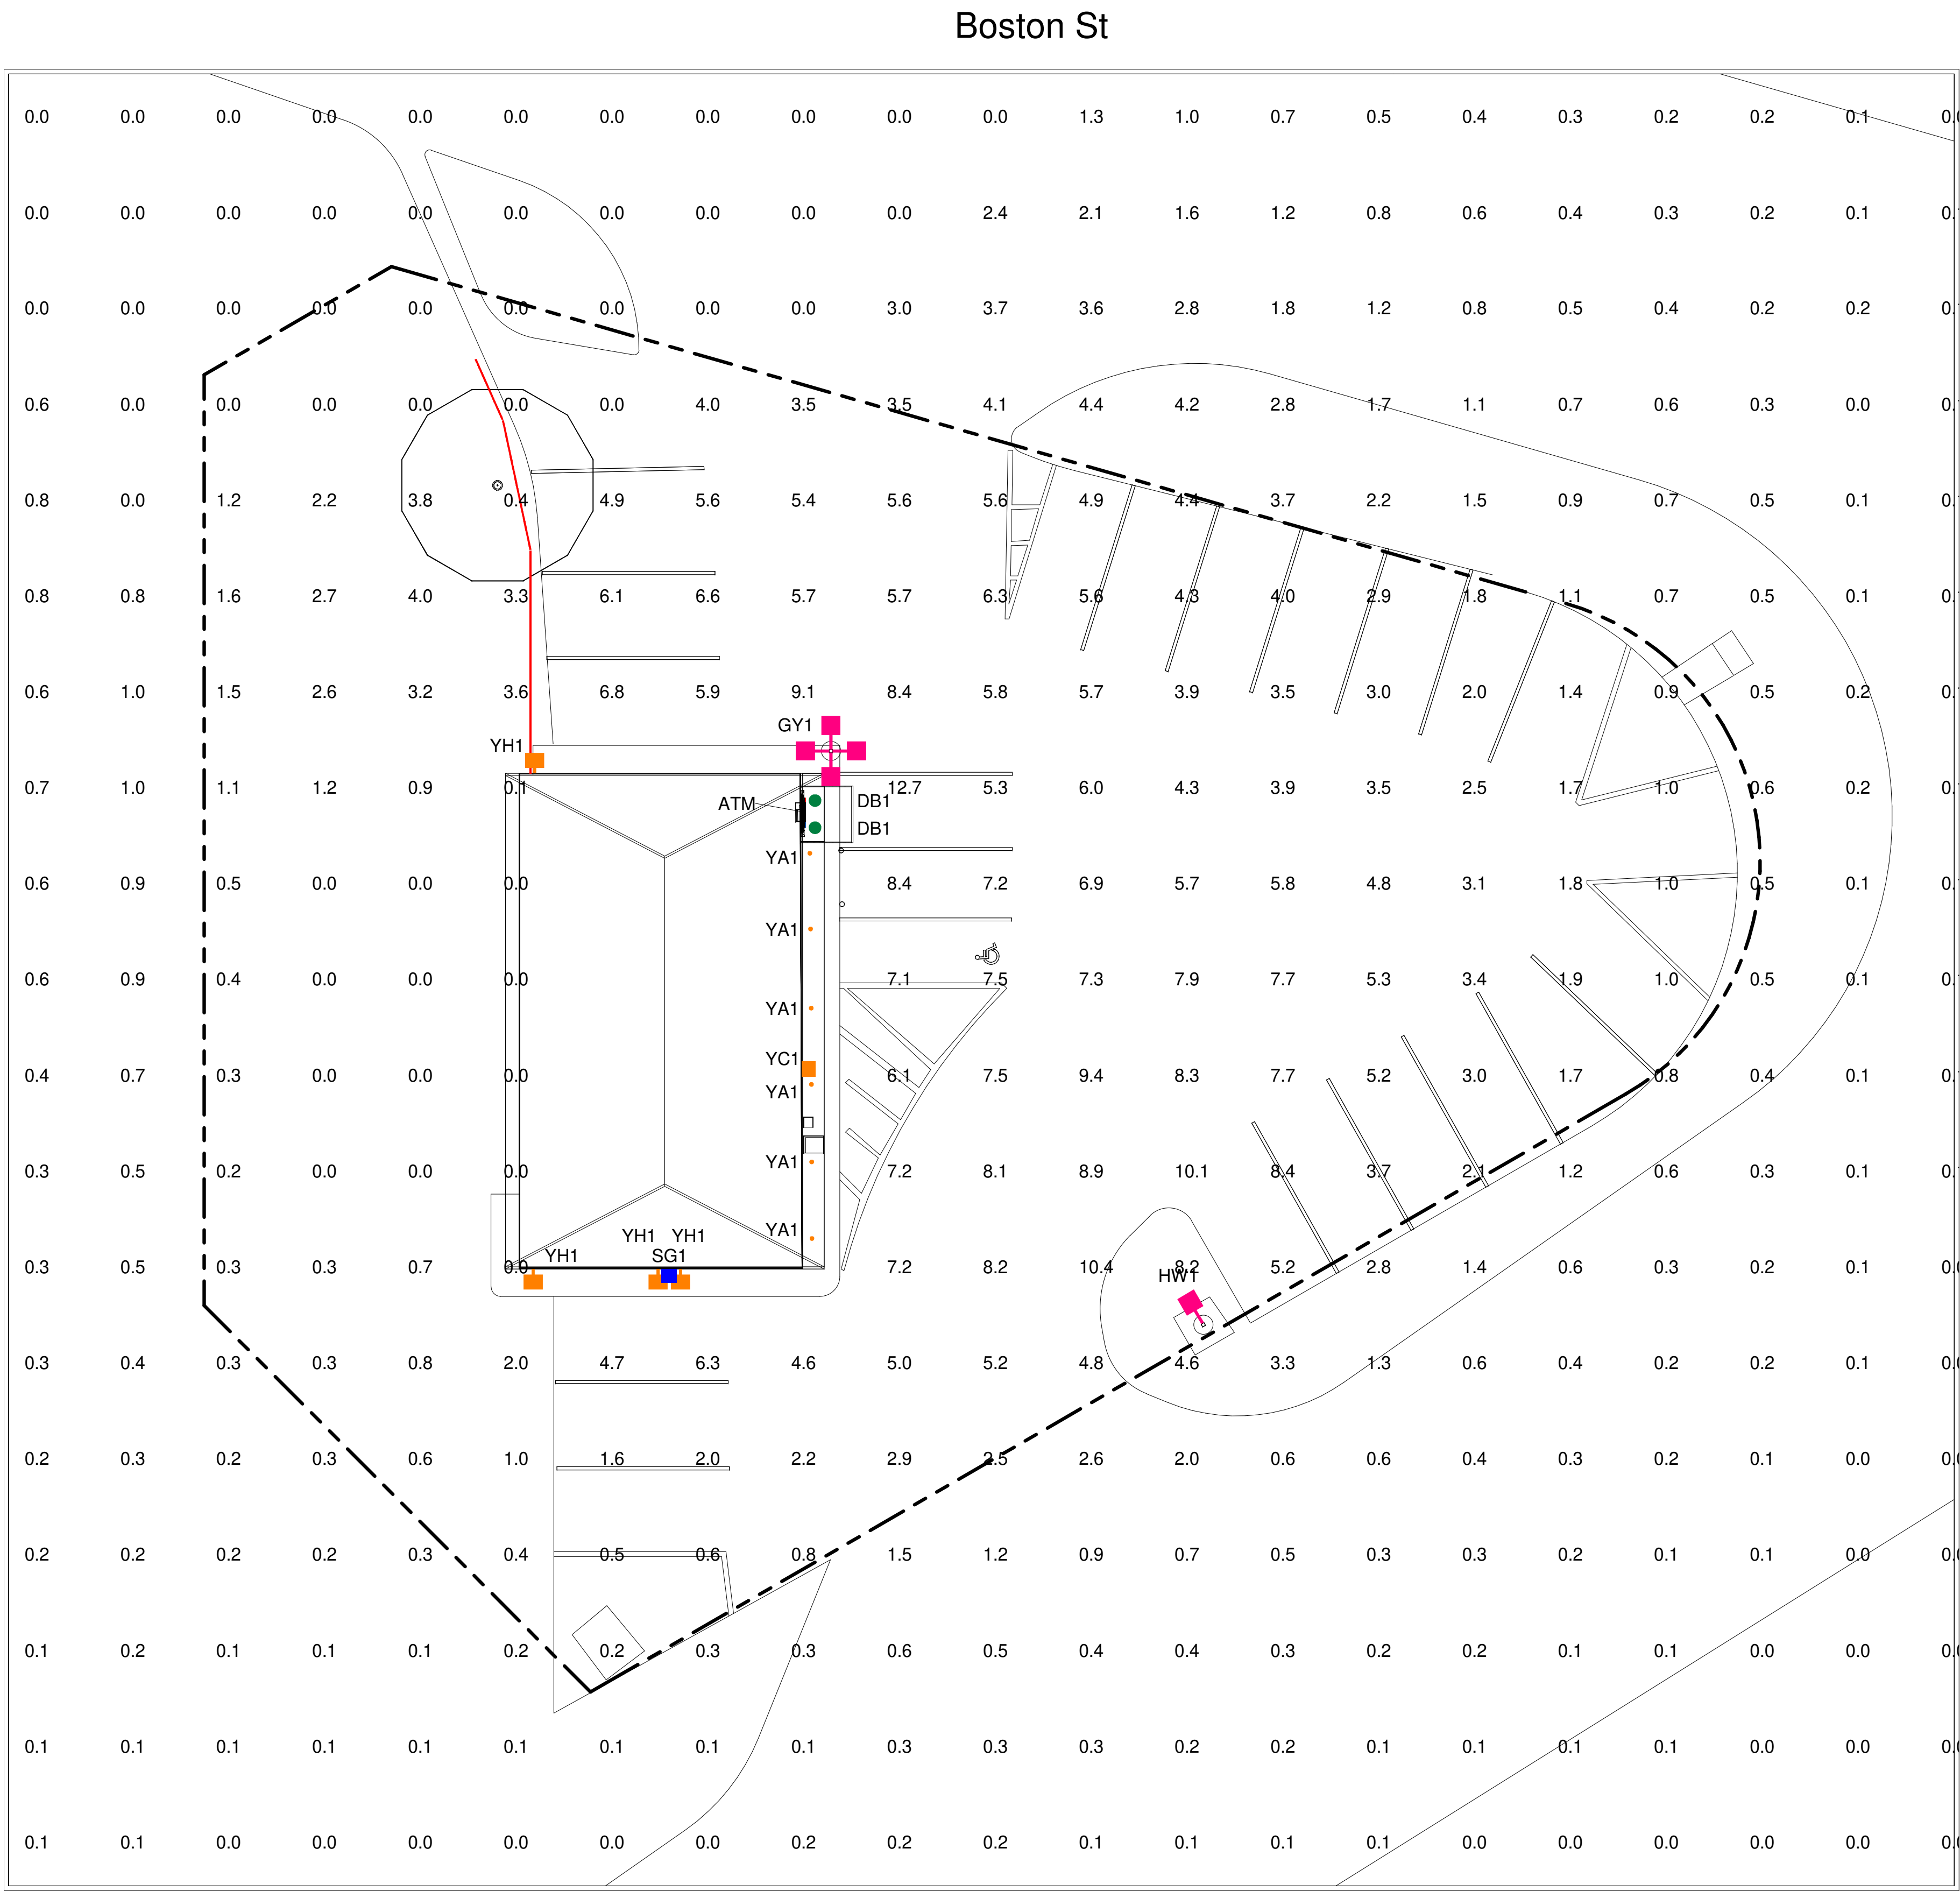 Boston St
0.0 0.0 0.0 0.0 0.0 0.0 0.0 0.0 0.0 0.0 0.0 1.3 1.0 0.7 0.5 0.4 0.3 0.2 0.2 0.1
0.0 0.0 0.0 0.0 0.0 0.0 0.0 0.0 0.0 0.0 2.4 2.1 1.6 1.2 0.8 0.6 0.4 0.3 0.2 0.1
0.0 0.0 0.0 0.0 0.0 0.0 0.0 0.0 0.0 3.0 3.7 3.6 2.8 1.8 1.2 0.8 0.5 0.4 0.2 0.2
0.6 0.0 0.0 0.0 0.0 0.0 0.0 4.0 3.5 3.5 4.1 4.4 4.2 2.8 1.7 1.1 0.7 0.6 0.3 0.0
0.8 0.0 1.2 2.2 3.8 0.4 4.9 5.6 5.4 5.6 5.6 4.9 4.4 3.7 2.2 1.5 0.9 0.7 0.5 0.1
0.8 0.8 1.6 2.7 4.0 3.3 6.1 6.6 5.7 5.7 6.3 5.6 4.3 4.0 2.9 1.8 1.1 0.7 0.5 0.1
0.6 1.0 1.5 2.6 3.2 3.6 6.8 5.9 9.1 8.4 5.8 5.7 3.9 3.5 3.0 2.0 1.4 0.9 0.5 0.2
GY1
YH1
0.7 1.0 1.1 1.2 0.9 0.1 12.7 5.3 6.0 4.3 3.9 3.5 2.5 1.7 1.0 0.6 0.2
ATM DB1
DB1
YA1
0.6 0.9 0.5 0.0 0.0 0.0 8.4 7.2 6.9 5.7 5.8 4.8 3.1 1.8 1.0 0.5 0.1
YA1
0.6 0.9 0.4 0.0 0.0 0.0 7.1 7.5 7.3 7.9 7.7 5.3 3.4 1.9 1.0 0.5 0.1
YA1
YC1
0.4 0.7 0.3 0.0 0.0 0.0 6.1 7.5 9.4 8.3 7.7 5.2 3.0 1.7 0.8 0.4 0.1
YA1
YA1
0.3 0.5 0.2 0.0 0.0 0.0 7.2 8.1 8.9 10.1 8.4 3.7 2.1 1.2 0.6 0.3 0.1
YA1
YH1 YH1
YH1 SG1
0.3 0.5 0.3 0.3 0.7 0.0 7.2 8.2 10.4 8.2 5.2 2.8 1.4 0.6 0.3 0.2 0.1
HW1
0.3 0.4 0.3 0.3 0.8 2.0 4.7 6.3 4.6 5.0 5.2 4.8 4.6 3.3 1.3 0.6 0.4 0.2 0.2 0.1
0.2 0.3 0.2 0.3 0.6 1.0 1.6 2.0 2.2 2.9 2.5 2.6 2.0 0.6 0.6 0.4 0.3 0.2 0.1 0.0
0.2 0.2 0.2 0.2 0.3 0.4 0.5 0.6 0.8 1.5 1.2 0.9 0.7 0.5 0.3 0.3 0.2 0.1 0.1 0.0
0.1 0.2 0.1 0.1 0.1 0.2 0.2 0.3 0.3 0.6 0.5 0.4 0.4 0.3 0.2 0.2 0.1 0.1 0.0 0.0
0.1 0.1 0.1 0.1 0.1 0.1 0.1 0.1 0.1 0.3 0.3 0.3 0.2 0.2 0.1 0.1 0.1 0.1 0.0 0.0
0.1 0.1 0.0 0.0 0.0 0.0 0.0 0.0 0.2 0.2 0.2 0.1 0.1 0.1 0.1 0.0 0.0 0.0 0.0 0.0